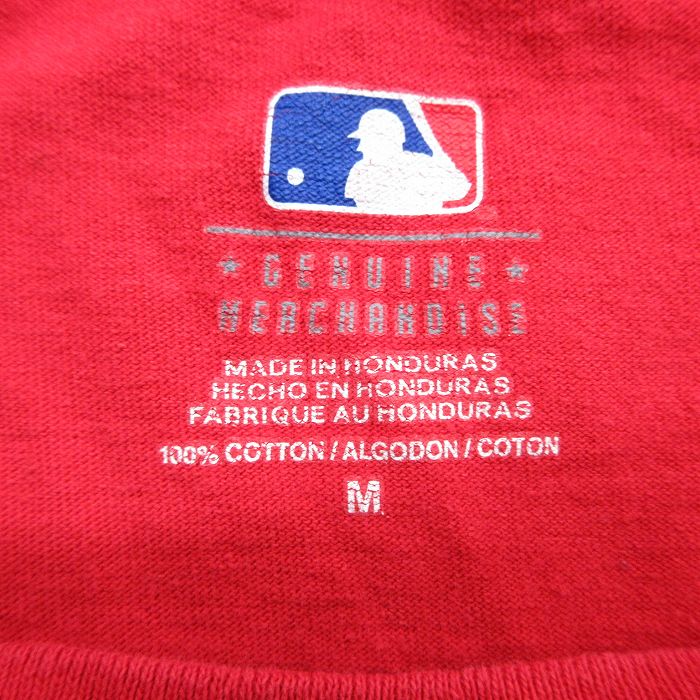 ★ GENUINE ★
MERCHANDISE
MADE IN HONDURAS
HECHO EN HONDURAS
FABRIQUE AU HONDURAS
100% COTTON / ALGODON / COTON
M